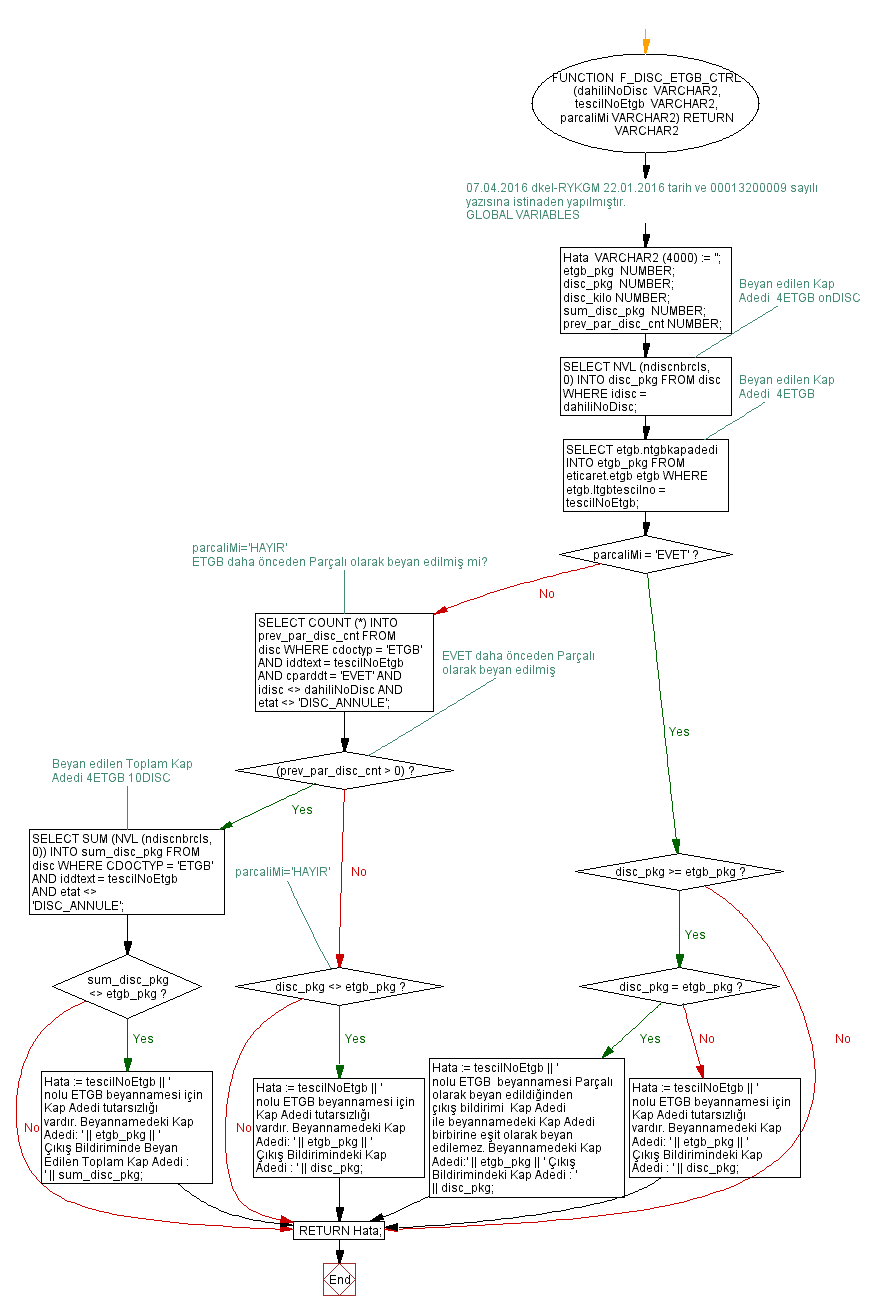 FUNCTION F_DISC_ETGB_CTRL
(dahiliNoDisc VARCHAR2,
tescilNoEtgb VARCHAR2,
parcaliMi VARCHAR2) RETURN
VARCHAR2
07.04.2016 dkel-RYKGM 22.01.2016 tarih ve 00013200009 sayılı
yazısına istinaden yapılmıştır.
GLOBAL VARIABLES
Hata VARCHAR2 (4000) := '';
etgb_pkg NUMBER;
disc_pkg NUMBER;
disc_kilo NUMBER;
sum_disc_pkg NUMBER;
prev_par_disc_cnt NUMBER;
Beyan edilen Kap
Adedi 4ETGB onDISC
SELECT NVL (ndiscnbrcls,
0) INTO disc_pkg FROM disc
WHERE idisc =
dahiliNoDisc;
Beyan edilen Kap
Adedi 4ETGB
SELECT etgb.ntgbkapadedi
INTO etgb_pkg FROM
eticaret.etgb etgb WHERE
etgb.ltgbtescilno =
tescilNoEtgb;
parcaliMi = 'EVET' ?
No
Yes
parcaliMi='HAYIR'
ETGB daha önceden Parçalı olarak beyan edilmiş mi?
SELECT COUNT (*) INTO
prev_par_disc_cnt FROM
disc WHERE cdoctyp = 'ETGB'
AND iddtext = tescilNoEtgb
AND cparddt = 'EVET' AND
idisc <> dahiliNoDisc AND
etat <> 'DISC_ANNULE';
EVET daha önceden Parçalı
olarak beyan edilmiş
(prev_par_disc_cnt > 0) ?
Yes
No
Beyan edilen Toplam Kap
Adedi 4ETGB 10DISC
SELECT SUM (NVL (ndiscnbrcls,
0)) INTO sum_disc_pkg FROM
disc WHERE CDOCTYP = 'ETGB'
AND iddtext = tescilNoEtgb
AND etat <>
'DISC_ANNULE';
parcaliMi='HAYIR'
disc_pkg >= etgb_pkg ?
Yes
No
sum_disc_pkg
<> etgb_pkg ?
Yes
No
disc_pkg <> etgb_pkg ?
Yes
No
disc_pkg = etgb_pkg ?
Yes
No
Hata := tescilNoEtgb || '
nolu ETGB beyannamesi için
Kap Adedi tutarsızlığı
vardır. Beyannamedeki Kap
Adedi: ' || etgb_pkg || '
Çıkış Bildiriminde Beyan
Edilen Toplam Kap Adedi :
' || sum_disc_pkg;
Hata := tescilNoEtgb || '
nolu ETGB beyannamesi için
Kap Adedi tutarsızlığı
vardır. Beyannamedeki Kap
Adedi: ' || etgb_pkg || '
Çıkış Bildirimindeki Kap
Adedi : ' || disc_pkg;
Hata := tescilNoEtgb || '
nolu ETGB beyannamesi Parçalı
olarak beyan edildiğinden
çıkış bildirimi Kap Adedi
ile beyannamedeki Kap Adedi
birbirine eşit olarak beyan
edilemez. Beyannamedeki Kap
Adedi:' || etgb_pkg || ' Çıkış
Bildirimindeki Kap Adedi : '
|| disc_pkg;
Hata := tescilNoEtgb || '
nolu ETGB beyannamesi için
Kap Adedi tutarsızlığı
vardır. Beyannamedeki Kap
Adedi: ' || etgb_pkg || '
Çıkış Bildirimindeki Kap
Adedi : ' || disc_pkg;
RETURN Hata;
End